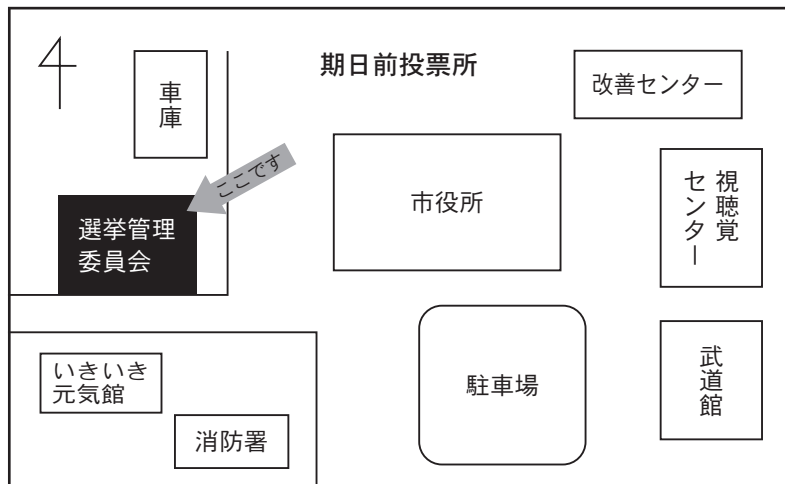 期日前投票所
車庫
改善センター
ここです
選挙管理
委員会
市役所
視聴覚
センター
いきいき
元気館
消防署
駐車場
武道館